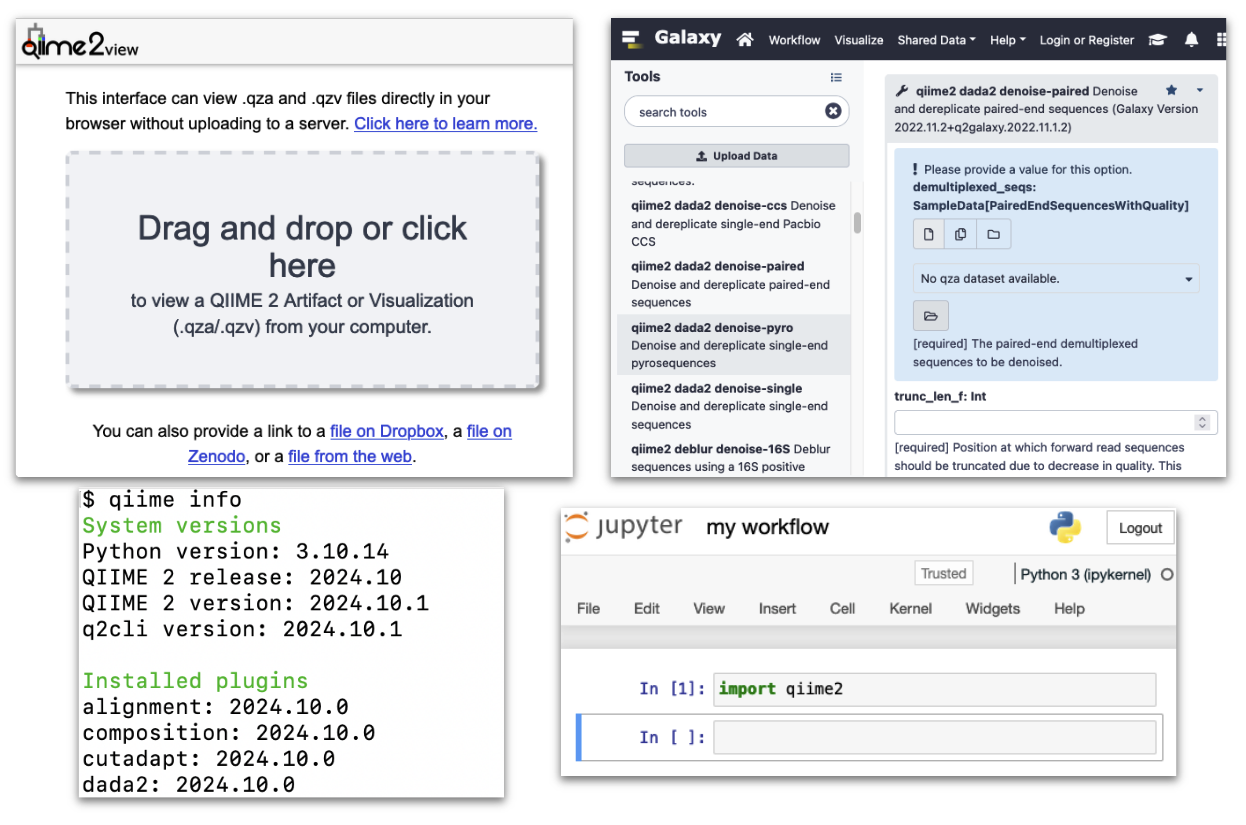 qiime2view
This interface can view .qza and .qzv files directly in your
browser without uploading to a server. Click here to learn more.
Drag and drop or click
here
to view a QIIME 2 Artifact or Visualization
(.qza/.qzv) from your computer.
You can also provide a link to a file on Dropbox, a file on
Zenodo, or a file from the web.
Galaxy Workflow Visualize Shared Data Help Login or Register
Tools
search tools
Upload Data
sequences.
qiime2 dada2 denoise-ccs Denoise
and dereplicate single-end Pacbio
CCS
qiime2 dada2 denoise-paired
Denoise and dereplicate paired-end
sequences
qiime2 dada2 denoise-pyro
Denoise and dereplicate single-end
pyrosequences
qiime2 dada2 denoise-single
Denoise and dereplicate single-end
sequences
qiime2 deblur denoise-16S Deblur
sequences using a 16S positive
qiime2 dada2 denoise-paired Denoise
and dereplicate paired-end sequences (Galaxy Version
2022.11.2+q2galaxy.2022.11.1.2)
! Please provide a value for this option.
demultiplexed_seqs:
SampleData[PairedEndSequencesWithQuality]
No qza dataset available.
[required] The paired-end demultiplexed
sequences to be denoised.
trunc_len_f: Int
[required] Position at which forward read sequences
should be truncated due to decrease in quality. This
$ qiime info
System versions
Python version: 3.10.14
QIIME 2 release: 2024.10
QIIME 2 version: 2024.10.1
q2cli version: 2024.10.1
Installed plugins
alignment: 2024.10.0
composition: 2024.10.0
cutadapt: 2024.10.0
dada2: 2024.10.0
jupyter my workflow Logout
Trusted Python 3 (ipykernel)
File Edit View Insert Cell Kernel Widgets Help
In [1]: import qiime2
In [ ]: